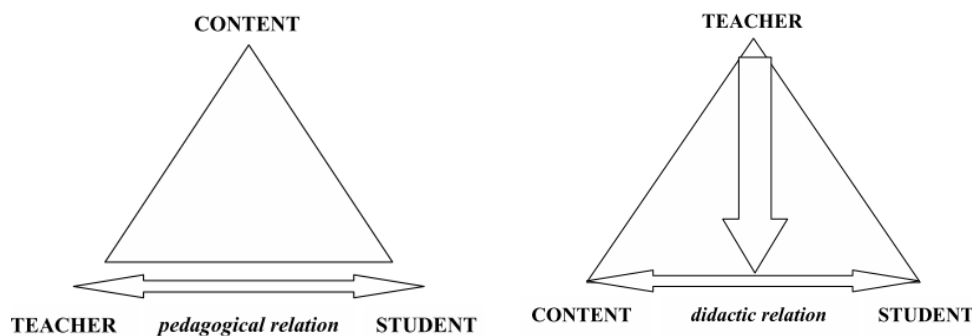 CONTENT
TEACHER pedagogical relation STUDENT
TEACHER
CONTENT didactic relation STUDENT